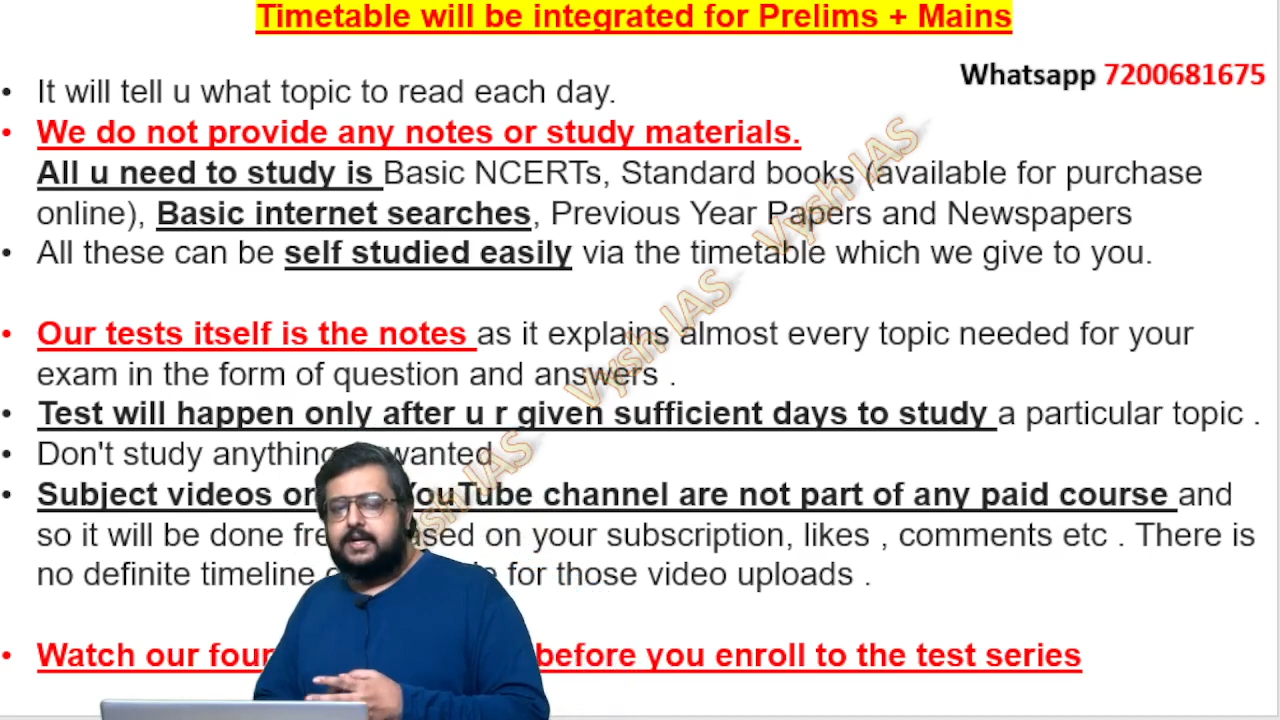 Timetable will be integrated for Prelims + Mains
Whatsapp 7200681675
• It will tell u what topic to read each day.
• We do not provide any notes or study materials.
All u need to study is Basic NCERTs, Standard books (available for purchase
online), Basic internet searches, Previous Year Papers and Newspapers
• All these can be self studied easily via the timetable which we give to you.
• Our tests itself is the notes as it explains almost every topic needed for your
exam in the form of question and answers .
• Test will happen only after u r given sufficient days to study a particular topic .
• Don't study anything
• Subject videos YouTube channel are not part of any paid course and
so it will be done based on your subscription, likes , comments etc . There is
no definite timeline for those video uploads .
• Watch our before you enroll to the test series
Vysh IAS
Vysh IAS
Vysh IAS